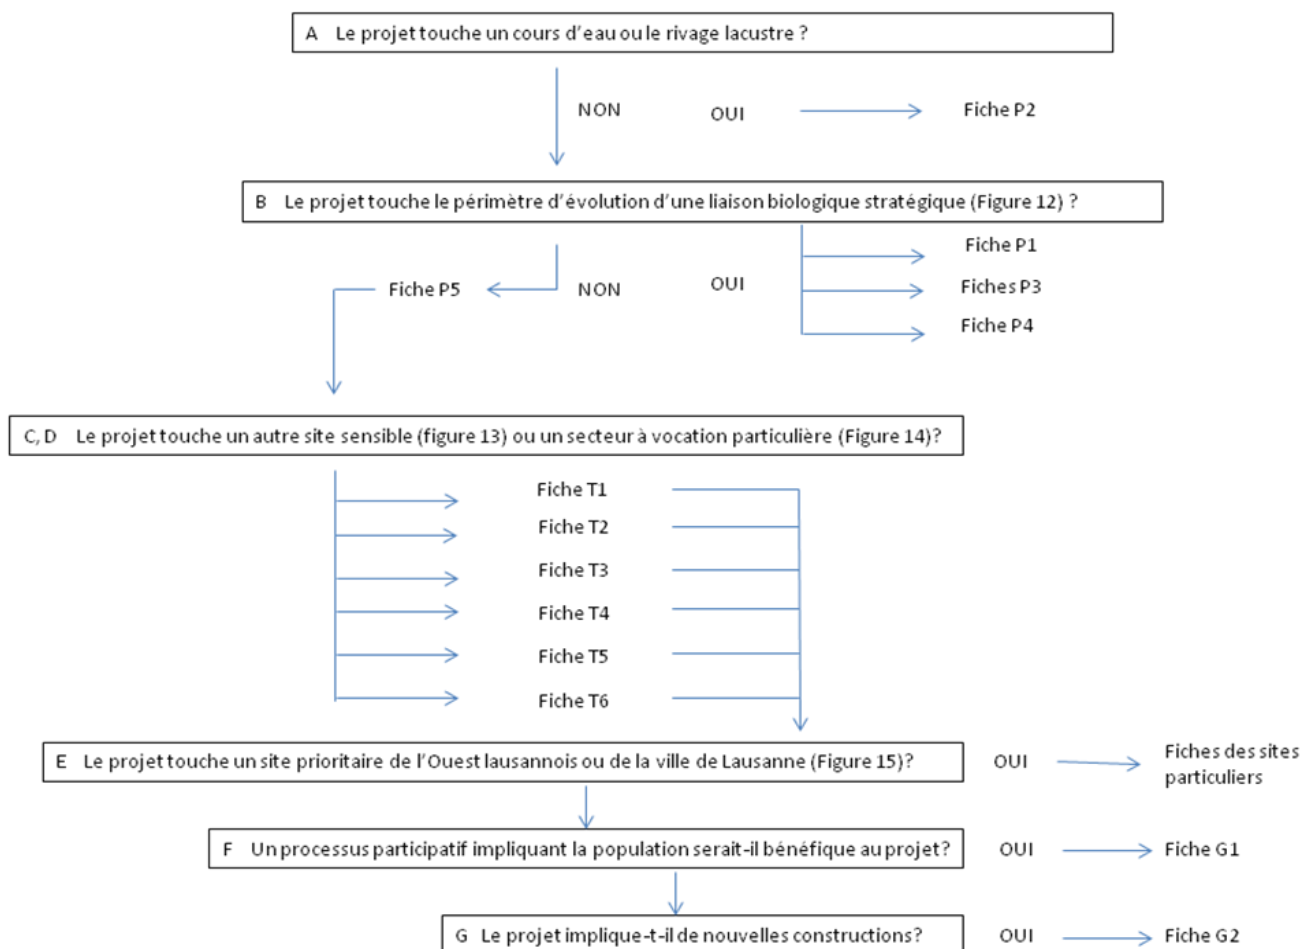 A Le projet touche un cours d'eau ou le rivage lacustre ?
NON OUI Fiche P2
B Le projet touche le périmètre d'évolution d'une liaison biologique stratégique (Figure 12) ?
Fiche P1
Fiche P5 NON OUI Fiches P3
Fiche P4
C, D Le projet touche un autre site sensible (figure 13) ou un secteur à vocation particulière (Figure 14)?
Fiche T1
Fiche T2
Fiche T3
Fiche T4
Fiche T5
Fiche T6
E Le projet touche un site prioritaire de l'Ouest lausannois ou de la ville de Lausanne (Figure 15)? OUI Fiches des sites
particuliers
F Un processus participatif impliquant la population serait-il bénéfique au projet? OUI Fiche G1
G Le projet implique-t-il de nouvelles constructions? OUI Fiche G2